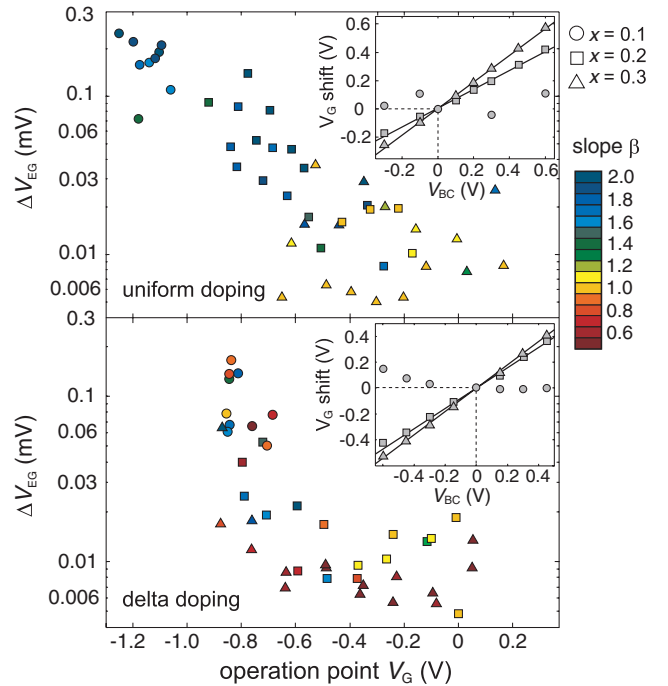 0.3
0.1
0.06
0.03
0.01
0.006
ΔV_EG (mV)
uniform doping
0.6
0.4
0.2
0.0
-0.2
V_G shift (V)
-0.2 0.0 0.2 0.4 0.6
V_BC (V)
x = 0.1
x = 0.2
x = 0.3
slope β
2.0
1.8
1.6
1.4
1.2
1.0
0.8
0.6
0.3
0.1
0.06
0.03
0.01
0.006
ΔV_EG (mV)
delta doping
0.4
0.2
0.0
-0.2
-0.4
V_G shift (V)
-0.6 -0.4 -0.2 0.0 0.2 0.4
V_BC (V)
-1.2 -1.0 -0.8 -0.6 -0.4 -0.2 0 0.2
operation point V_G (V)